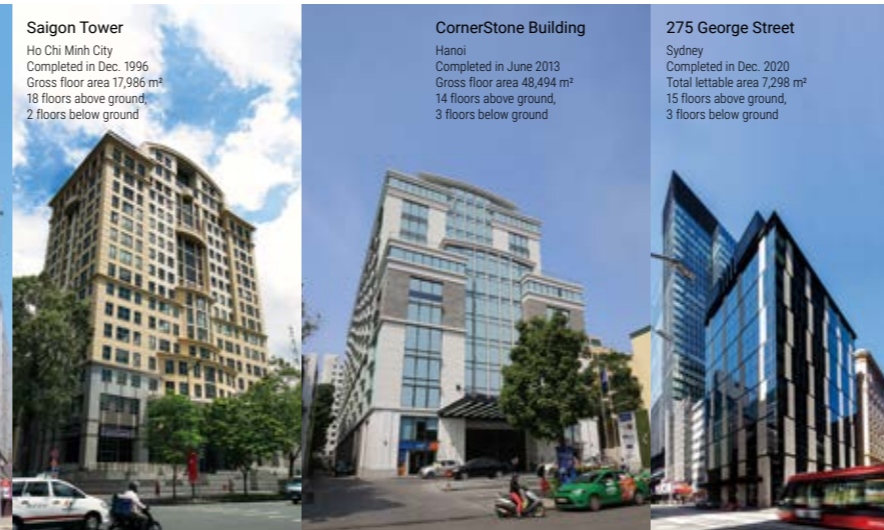 Saigon Tower
Ho Chi Minh City
Completed in Dec. 1996
Gross floor area 17,986 m²
18 floors above ground,
2 floors below ground
CornerStone Building
Hanoi
Completed in June 2013
Gross floor area 48,494 m²
14 floors above ground,
3 floors below ground
275 George Street
Sydney
Completed in Dec. 2020
Total lettable area 7,298 m²
15 floors above ground,
3 floors below ground